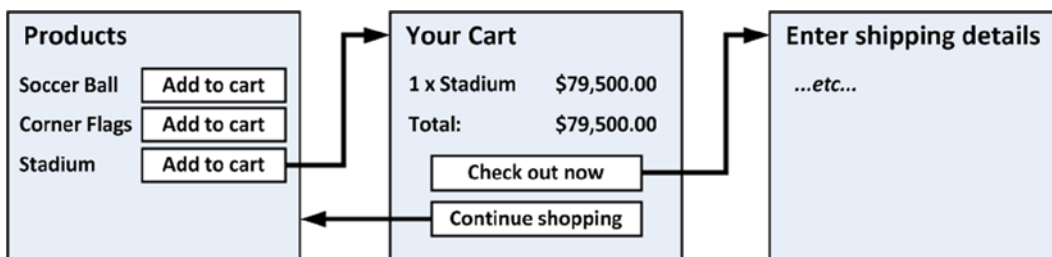 Products
Soccer Ball Add to cart
Corner Flags Add to cart
Stadium Add to cart
Your Cart
1 x Stadium $79,500.00
Total: $79,500.00
Check out now
Continue shopping
Enter shipping details
...etc...